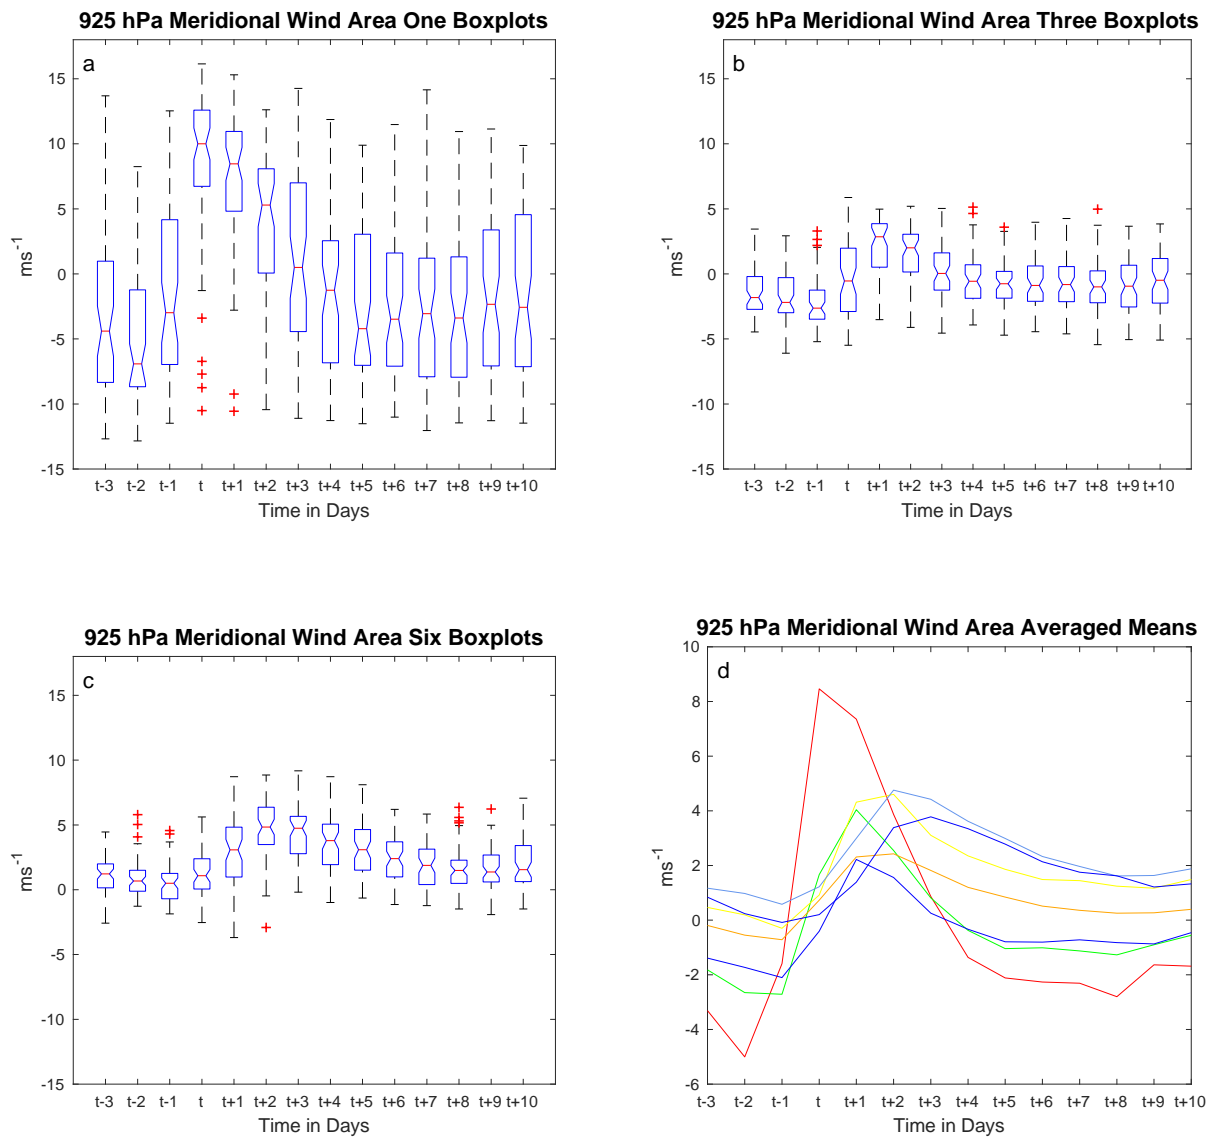 925 hPa Meridional Wind Area One Boxplots
a
15
10
5
0
-5
-10
-15
ms-1
t-3 t-2 t-1 t t+1 t+2 t+3 t+4 t+5 t+6 t+7 t+8 t+9 t+10
Time in Days
925 hPa Meridional Wind Area Three Boxplots
b
15
10
5
0
-5
-10
-15
ms-1
t-3 t-2 t-1 t t+1 t+2 t+3 t+4 t+5 t+6 t+7 t+8 t+9 t+10
Time in Days
925 hPa Meridional Wind Area Six Boxplots
c
15
10
5
0
-5
-10
-15
ms-1
t-3 t-2 t-1 t t+1 t+2 t+3 t+4 t+5 t+6 t+7 t+8 t+9 t+10
Time in Days
925 hPa Meridional Wind Area Averaged Means
10
d
8
6
4
2
0
-2
-4
-6
ms-1
t-3 t-2 t-1 t t+1 t+2 t+3 t+4 t+5 t+6 t+7 t+8 t+9 t+10
Time in Days